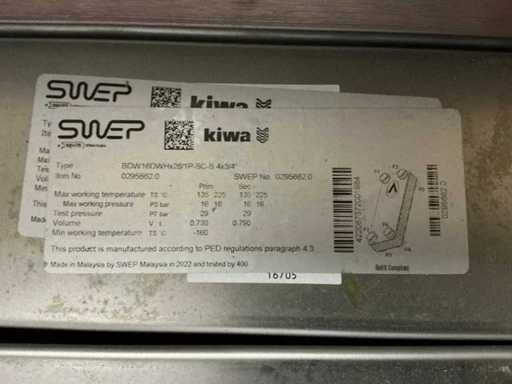 SWEP
kiwa
SWEP
kiwa
Type BDW16DWHx26/1P-SC-S 4x3/4"
Item No 0295662.0 SWEP No. 0295662.0
Prim Sec
Max working temperature TS °C 135 225 135 225
Max working pressure PS bar 16 16 16 16
Test pressure PT bar 29 29
Volume V L 0.730 0.790
Min working temperature TS °C -160
This product is manufactured according to PED regulations paragraph 4.3
Made in Malaysia by SWEP Malaysia in 2022 and tested by 400
RoHS Compliant
0295662.0
16705